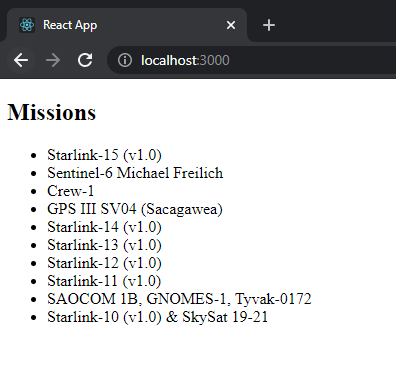 React App
localhost:3000
Missions
Starlink-15 (v1.0)
Sentinel-6 Michael Freilich
Crew-1
GPS III SV04 (Sacagawea)
Starlink-14 (v1.0)
Starlink-13 (v1.0)
Starlink-12 (v1.0)
Starlink-11 (v1.0)
SAOCOM 1B, GNOMES-1, Tyvak-0172
Starlink-10 (v1.0) & SkySat 19-21